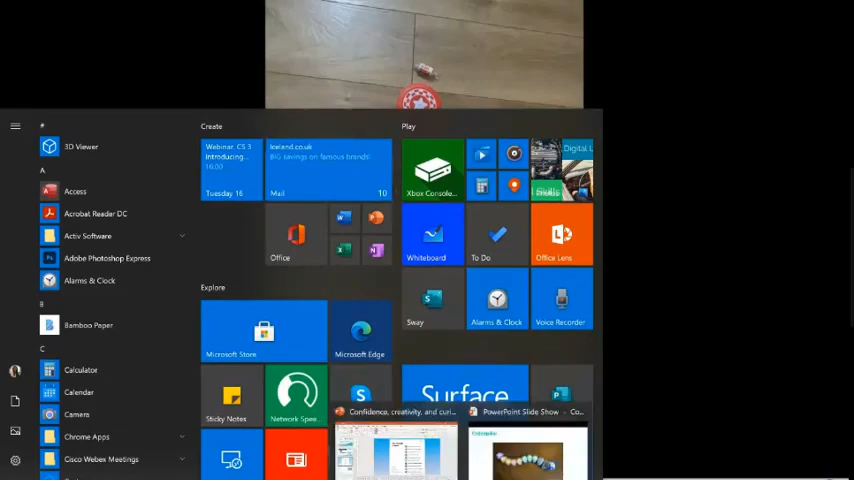 #
3D Viewer
A
Access
Acrobat Reader DC
Activ Software
Adobe Photoshop Express
Alarms & Clock
B
Bamboo Paper
C
Calculator
Calendar
Camera
Chrome Apps
Cisco Webex Meetings
Create
Webinar. CS 3
Introducing...
16:00
Tuesday 16
Iceland.co.uk
BIG savings on famous brands!
Mail
10
Office
Explore
Microsoft Store
Microsoft Edge
Sticky Notes
Network Spee...
Play
Xbox Console...
Digital L
Whiteboard
To Do
Office Lens
Sway
Alarms & Clock
Voice Recorder
Surface
Confidence, creativity, and curi...
PowerPoint Slide Show - Co...
Caterpillar